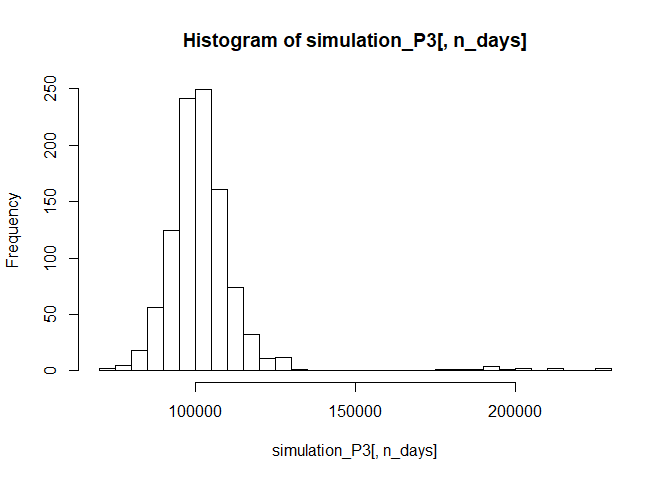 Histogram of simulation_P3[, n_days]
250
200
150
100
50
0
Frequency
100000 150000 200000
simulation_P3[, n_days]